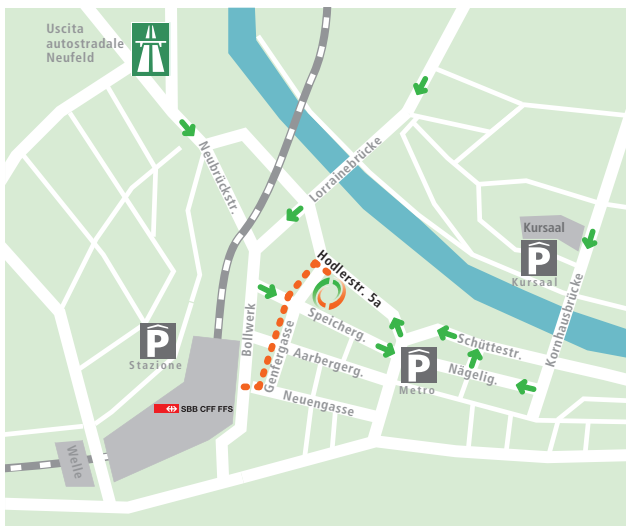 Uscita
autostradale
Neufeld
Neubrückstr.
Lorrainebrücke
Kursaal
P
Kursaal
Hodlerstr. 5a
Kornhausbrücke
Bollwerk
Genfergasse
Speicherg.
Schüttestr.
P
Stazione
Aarbergerg.
P
Metro
Nägelig.
SBB CFF FFS
Neuengasse
Welle